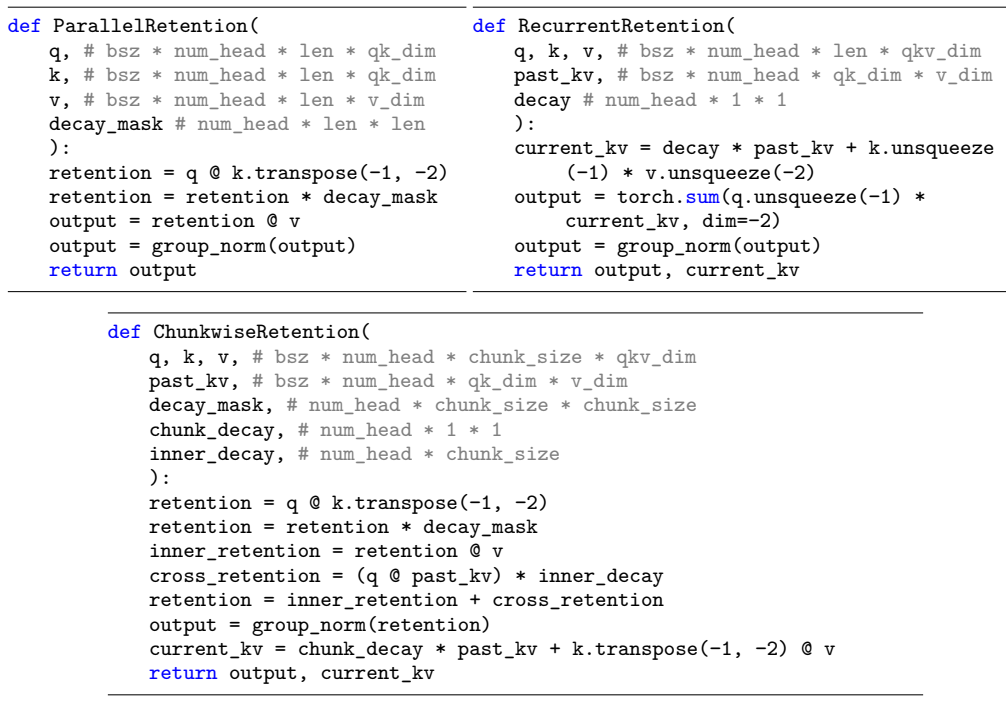 def ParallelRetention(
    q, # bsz * num_head * len * qk_dim
    k, # bsz * num_head * len * qk_dim
    v, # bsz * num_head * len * v_dim
    decay_mask # num_head * len * len
    ):
    retention = q @ k.transpose(-1, -2)
    retention = retention * decay_mask
    output = retention @ v
    output = group_norm(output)
    return output
def RecurrentRetention(
    q, k, v, # bsz * num_head * len * qkv_dim
    past_kv, # bsz * num_head * qk_dim * v_dim
    decay # num_head * 1 * 1
    ):
    current_kv = decay * past_kv + k.unsqueeze
        (-1) * v.unsqueeze(-2)
    output = torch.sum(q.unsqueeze(-1) *
        current_kv, dim=-2)
    output = group_norm(output)
    return output, current_kv
def ChunkwiseRetention(
    q, k, v, # bsz * num_head * chunk_size * qkv_dim
    past_kv, # bsz * num_head * qk_dim * v_dim
    decay_mask, # num_head * chunk_size * chunk_size
    chunk_decay, # num_head * 1 * 1
    inner_decay, # num_head * chunk_size
    ):
    retention = q @ k.transpose(-1, -2)
    retention = retention * decay_mask
    inner_retention = retention @ v
    cross_retention = (q @ past_kv) * inner_decay
    retention = inner_retention + cross_retention
    output = group_norm(retention)
    current_kv = chunk_decay * past_kv + k.transpose(-1, -2) @ v
    return output, current_kv